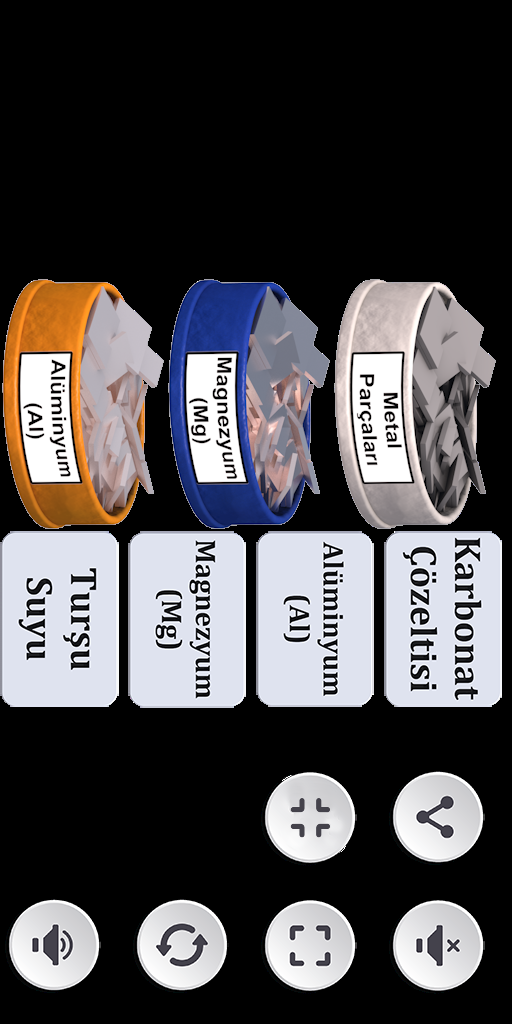 Metal
Parçaları
Magnezyum
(Mg)
Alüminyum
(Al)
Karbonat
Çözeltisi
Alüminyum
(Al)
Magnezyum
(Mg)
Turşu
Suyu